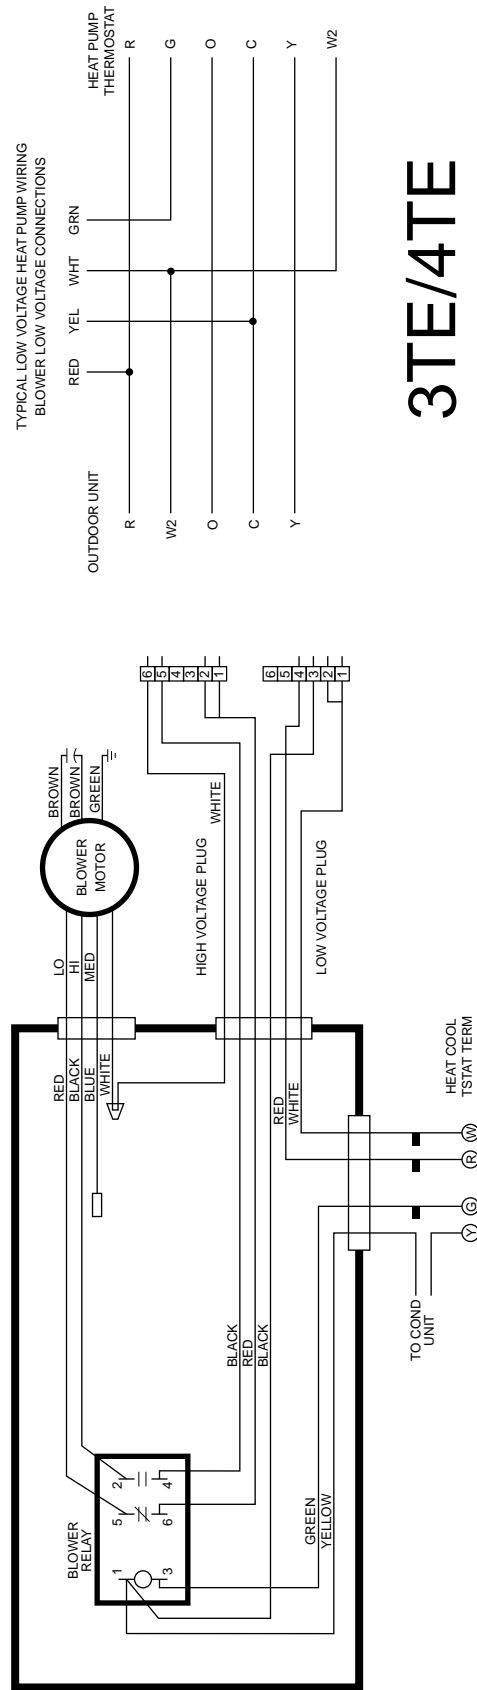 TYPICAL LOW VOLTAGE HEAT PUMP WIRING
BLOWER LOW VOLTAGE CONNECTIONS
OUTDOOR UNIT
RED
YEL
WHT
GRN
HEAT PUMP
THERMOSTAT
R
R
W2
G
O
O
C
C
Y
Y
W2
3TE/4TE
BLOWER
RELAY
1
3
5
6
2
4
RED
BLACK
BLUE
WHITE
LO
HI
MED
BLOWER
MOTOR
BROWN
BROWN
GREEN
HIGH VOLTAGE PLUG
WHITE
6
5
4
3
2
1
BLACK
RED
BLACK
RED
WHITE
LOW VOLTAGE PLUG
6
5
4
3
2
1
GREEN
YELLOW
TO COND
UNIT
HEAT COOL
TSTAT TERM
Y
G
R
W